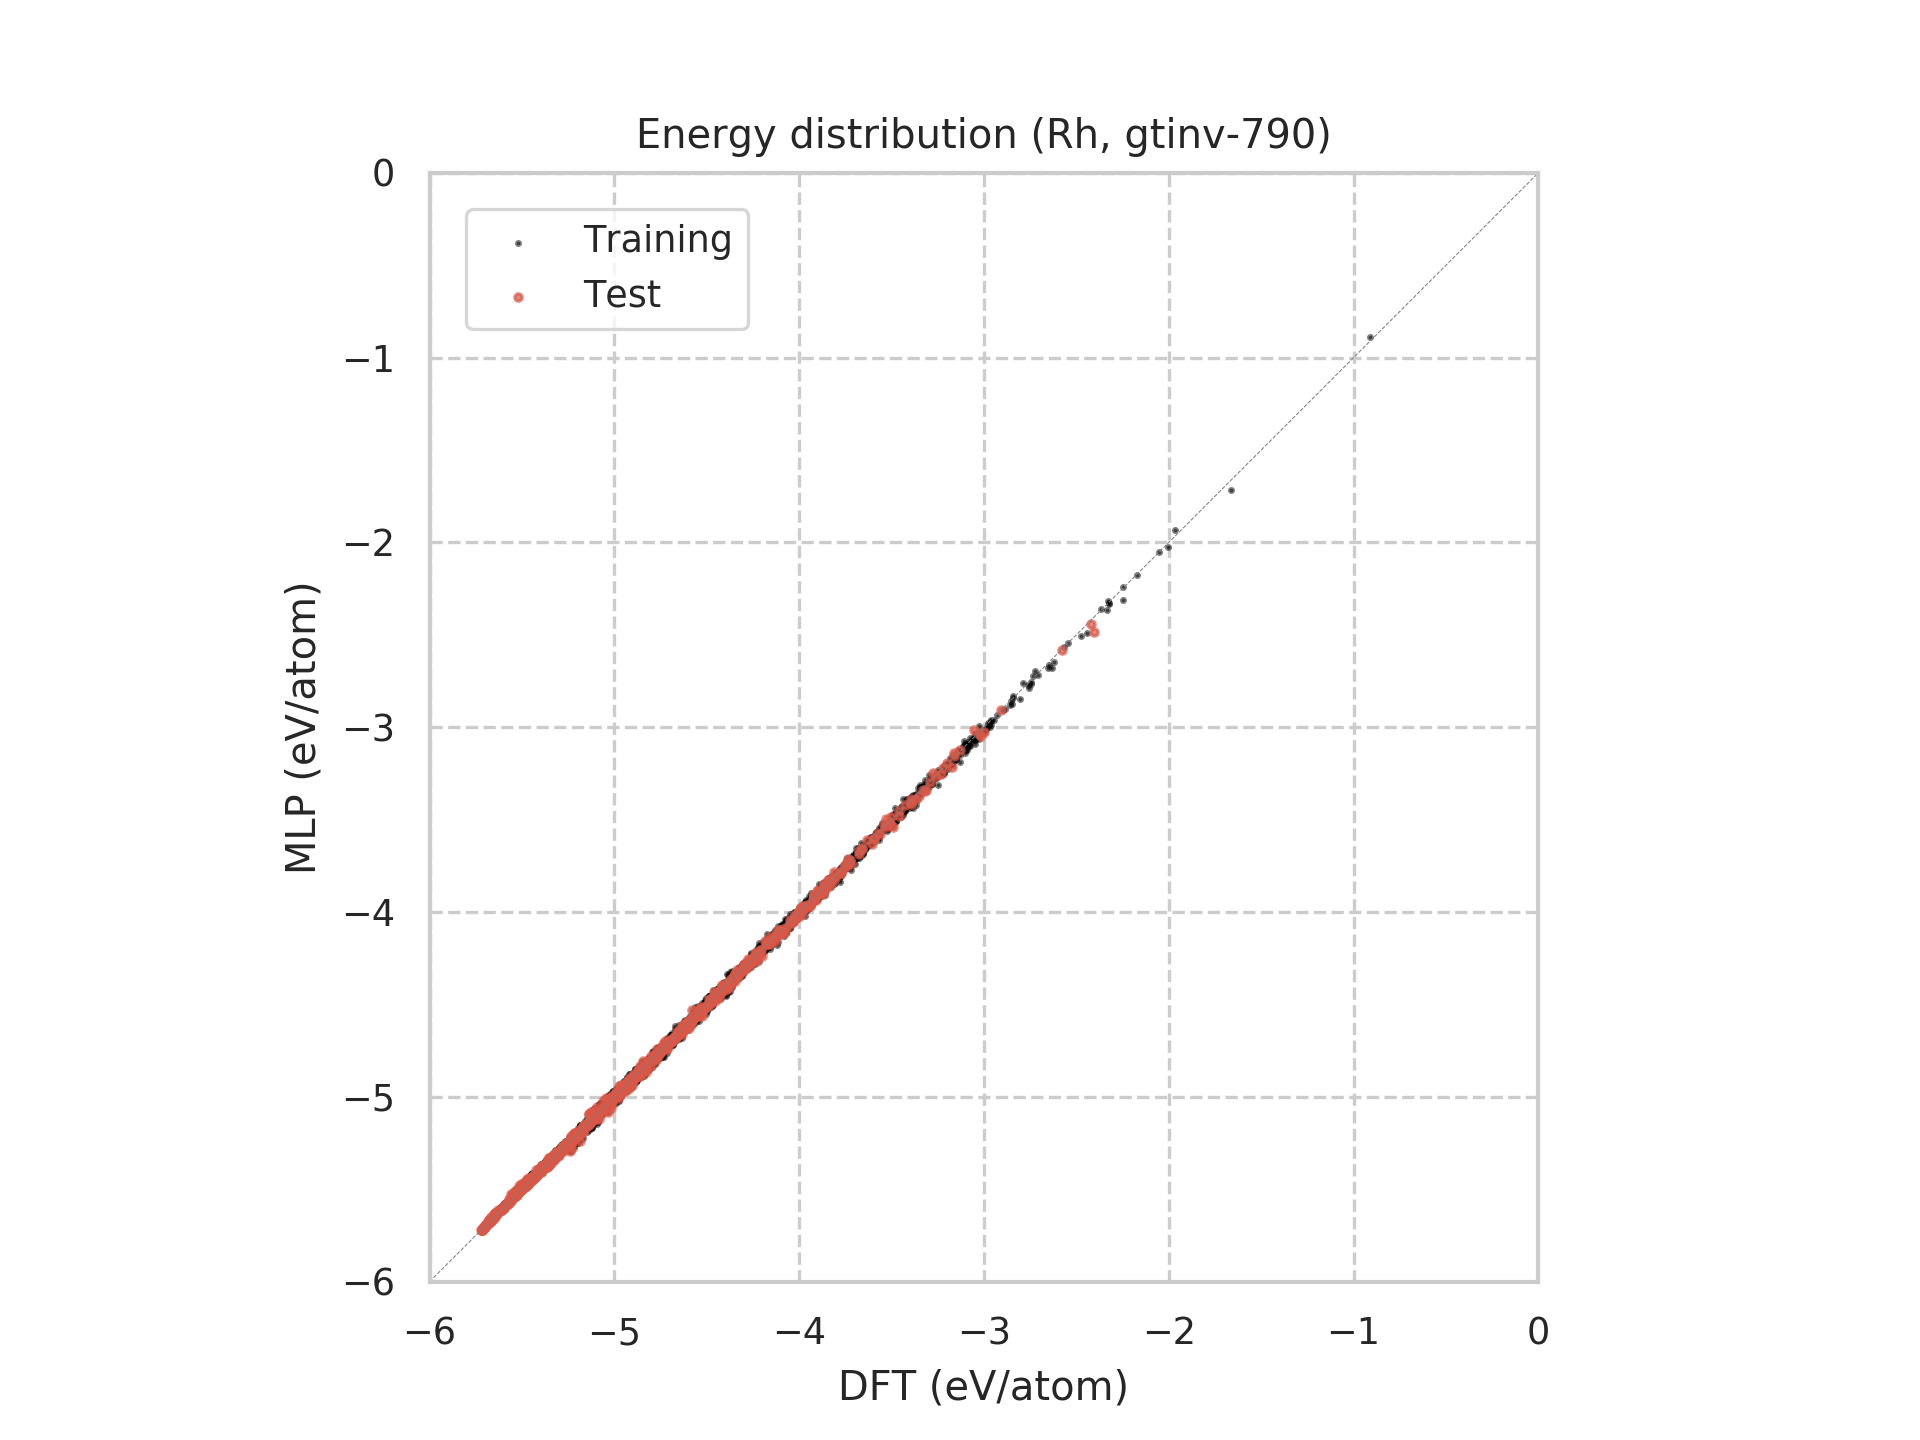 Energy distribution (Rh, gtinv-790)
Training
Test
0
−1
−2
−3
−4
−5
−6
MLP (eV/atom)
−6 −5 −4 −3 −2 −1 0
DFT (eV/atom)